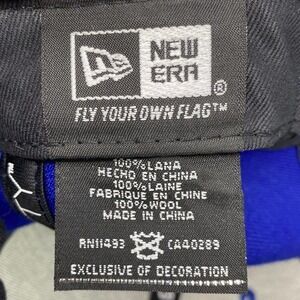 NEW
ERA®
FLY YOUR OWN FLAG™
100%LANA
HECHO EN CHINA
100%LAINE
FABRIQUE EN CHINE
100%WOOL
MADE IN CHINA
RN11493 CA40289
EXCLUSIVE OF DECORATION